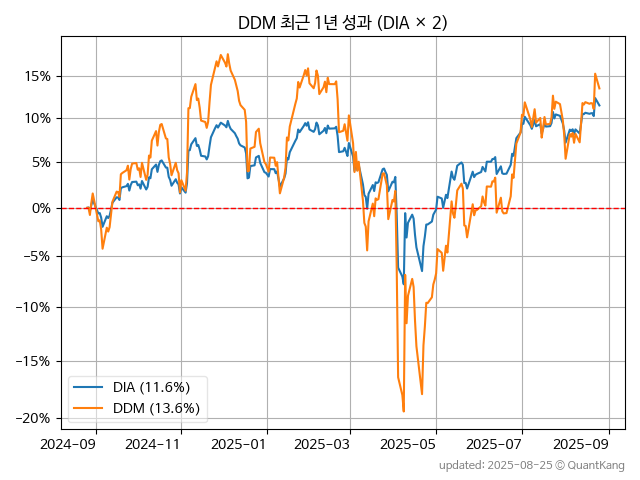 DDM 최근 1년 성과 (DIA × 2)
15%
10%
5%
0%
−5%
−10%
−15%
−20%
DIA (11.6%)
DDM (13.6%)
2024-09 2024-11 2025-01 2025-03 2025-05 2025-07 2025-09
updated: 2025-08-25 © QuantKang